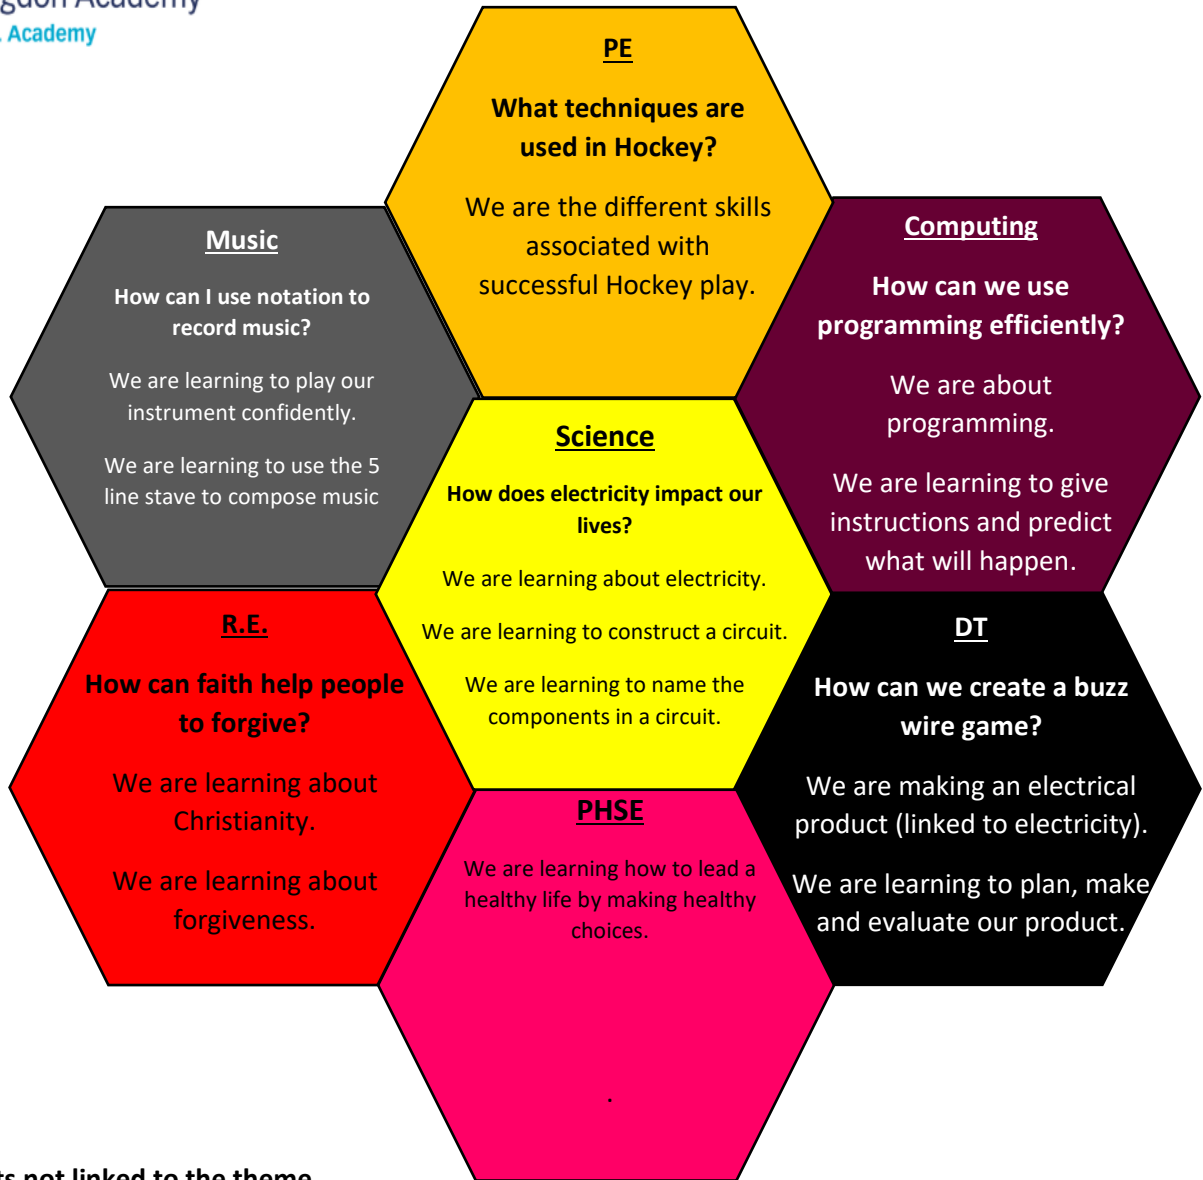 Academy
Academy
PE
What techniques are
used in Hockey?
We are the different skills
associated with
successful Hockey play.
Music
How can I use notation to
record music?
We are learning to play our
instrument confidently.
We are learning to use the 5
line stave to compose music
Computing
How can we use
programming efficiently?
We are about
programming.
We are learning to give
instructions and predict
what will happen.
Science
How does electricity impact our
lives?
We are learning about electricity.
We are learning to construct a circuit.
We are learning to name the
components in a circuit.
R.E.
How can faith help people
to forgive?
We are learning about
Christianity.
We are learning about
forgiveness.
DT
How can we create a buzz
wire game?
We are making an electrical
product (linked to electricity).
We are learning to plan, make
and evaluate our product.
PHSE
We are learning how to lead a
healthy life by making healthy
choices.
.
not linked to the theme